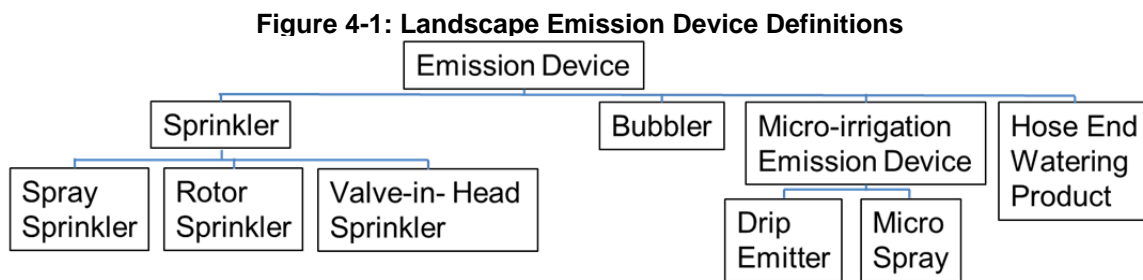 Figure 4-1: Landscape Emission Device Definitions
Emission Device
Sprinkler
Bubbler
Micro-irrigation
Emission Device
Hose End
Watering
Product
Spray
Sprinkler
Rotor
Sprinkler
Valve-in- Head
Sprinkler
Drip
Emitter
Micro
Spray